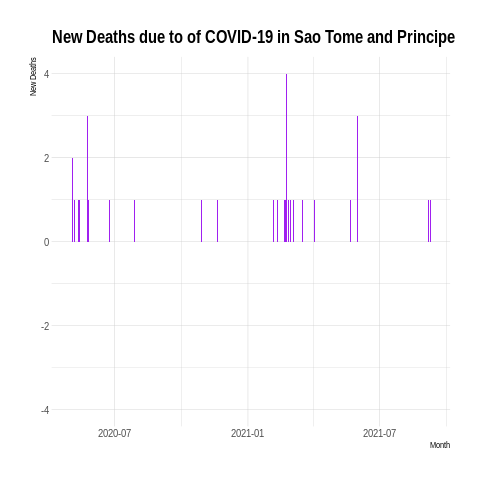 New Deaths due to of COVID-19 in Sao Tome and Principe
New Deaths
4
2
0
-2
-4
2020-07
2021-01
2021-07
Month